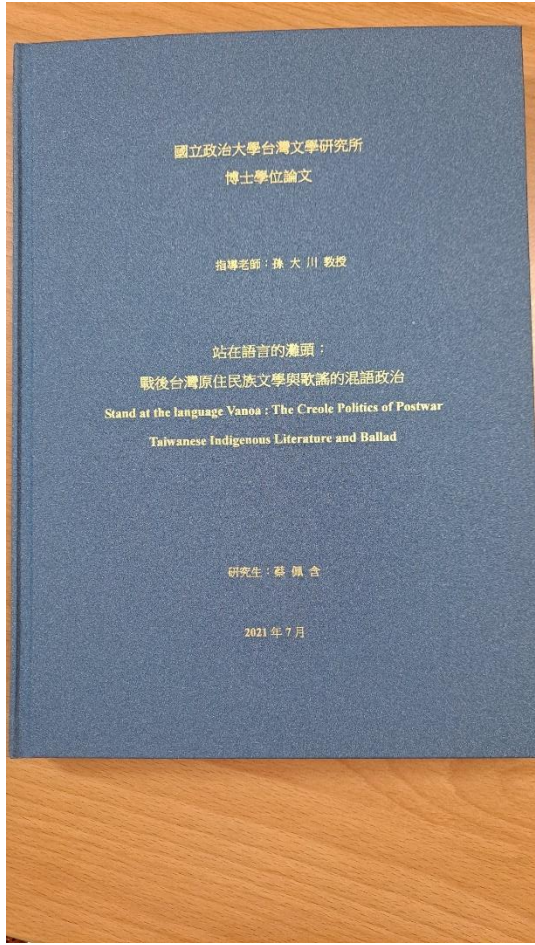 國立政治大學台灣文學研究所
博士學位論文
指導老師：孫 大 川 教授
站在語言的灘頭：
戰後台灣原住民族文學與歌謠的混語政治
Stand at the language Vanoa : The Creole Politics of Postwar
Taiwanese Indigenous Literature and Ballad
研究生：蔡 佩 含
2021 年 7 月